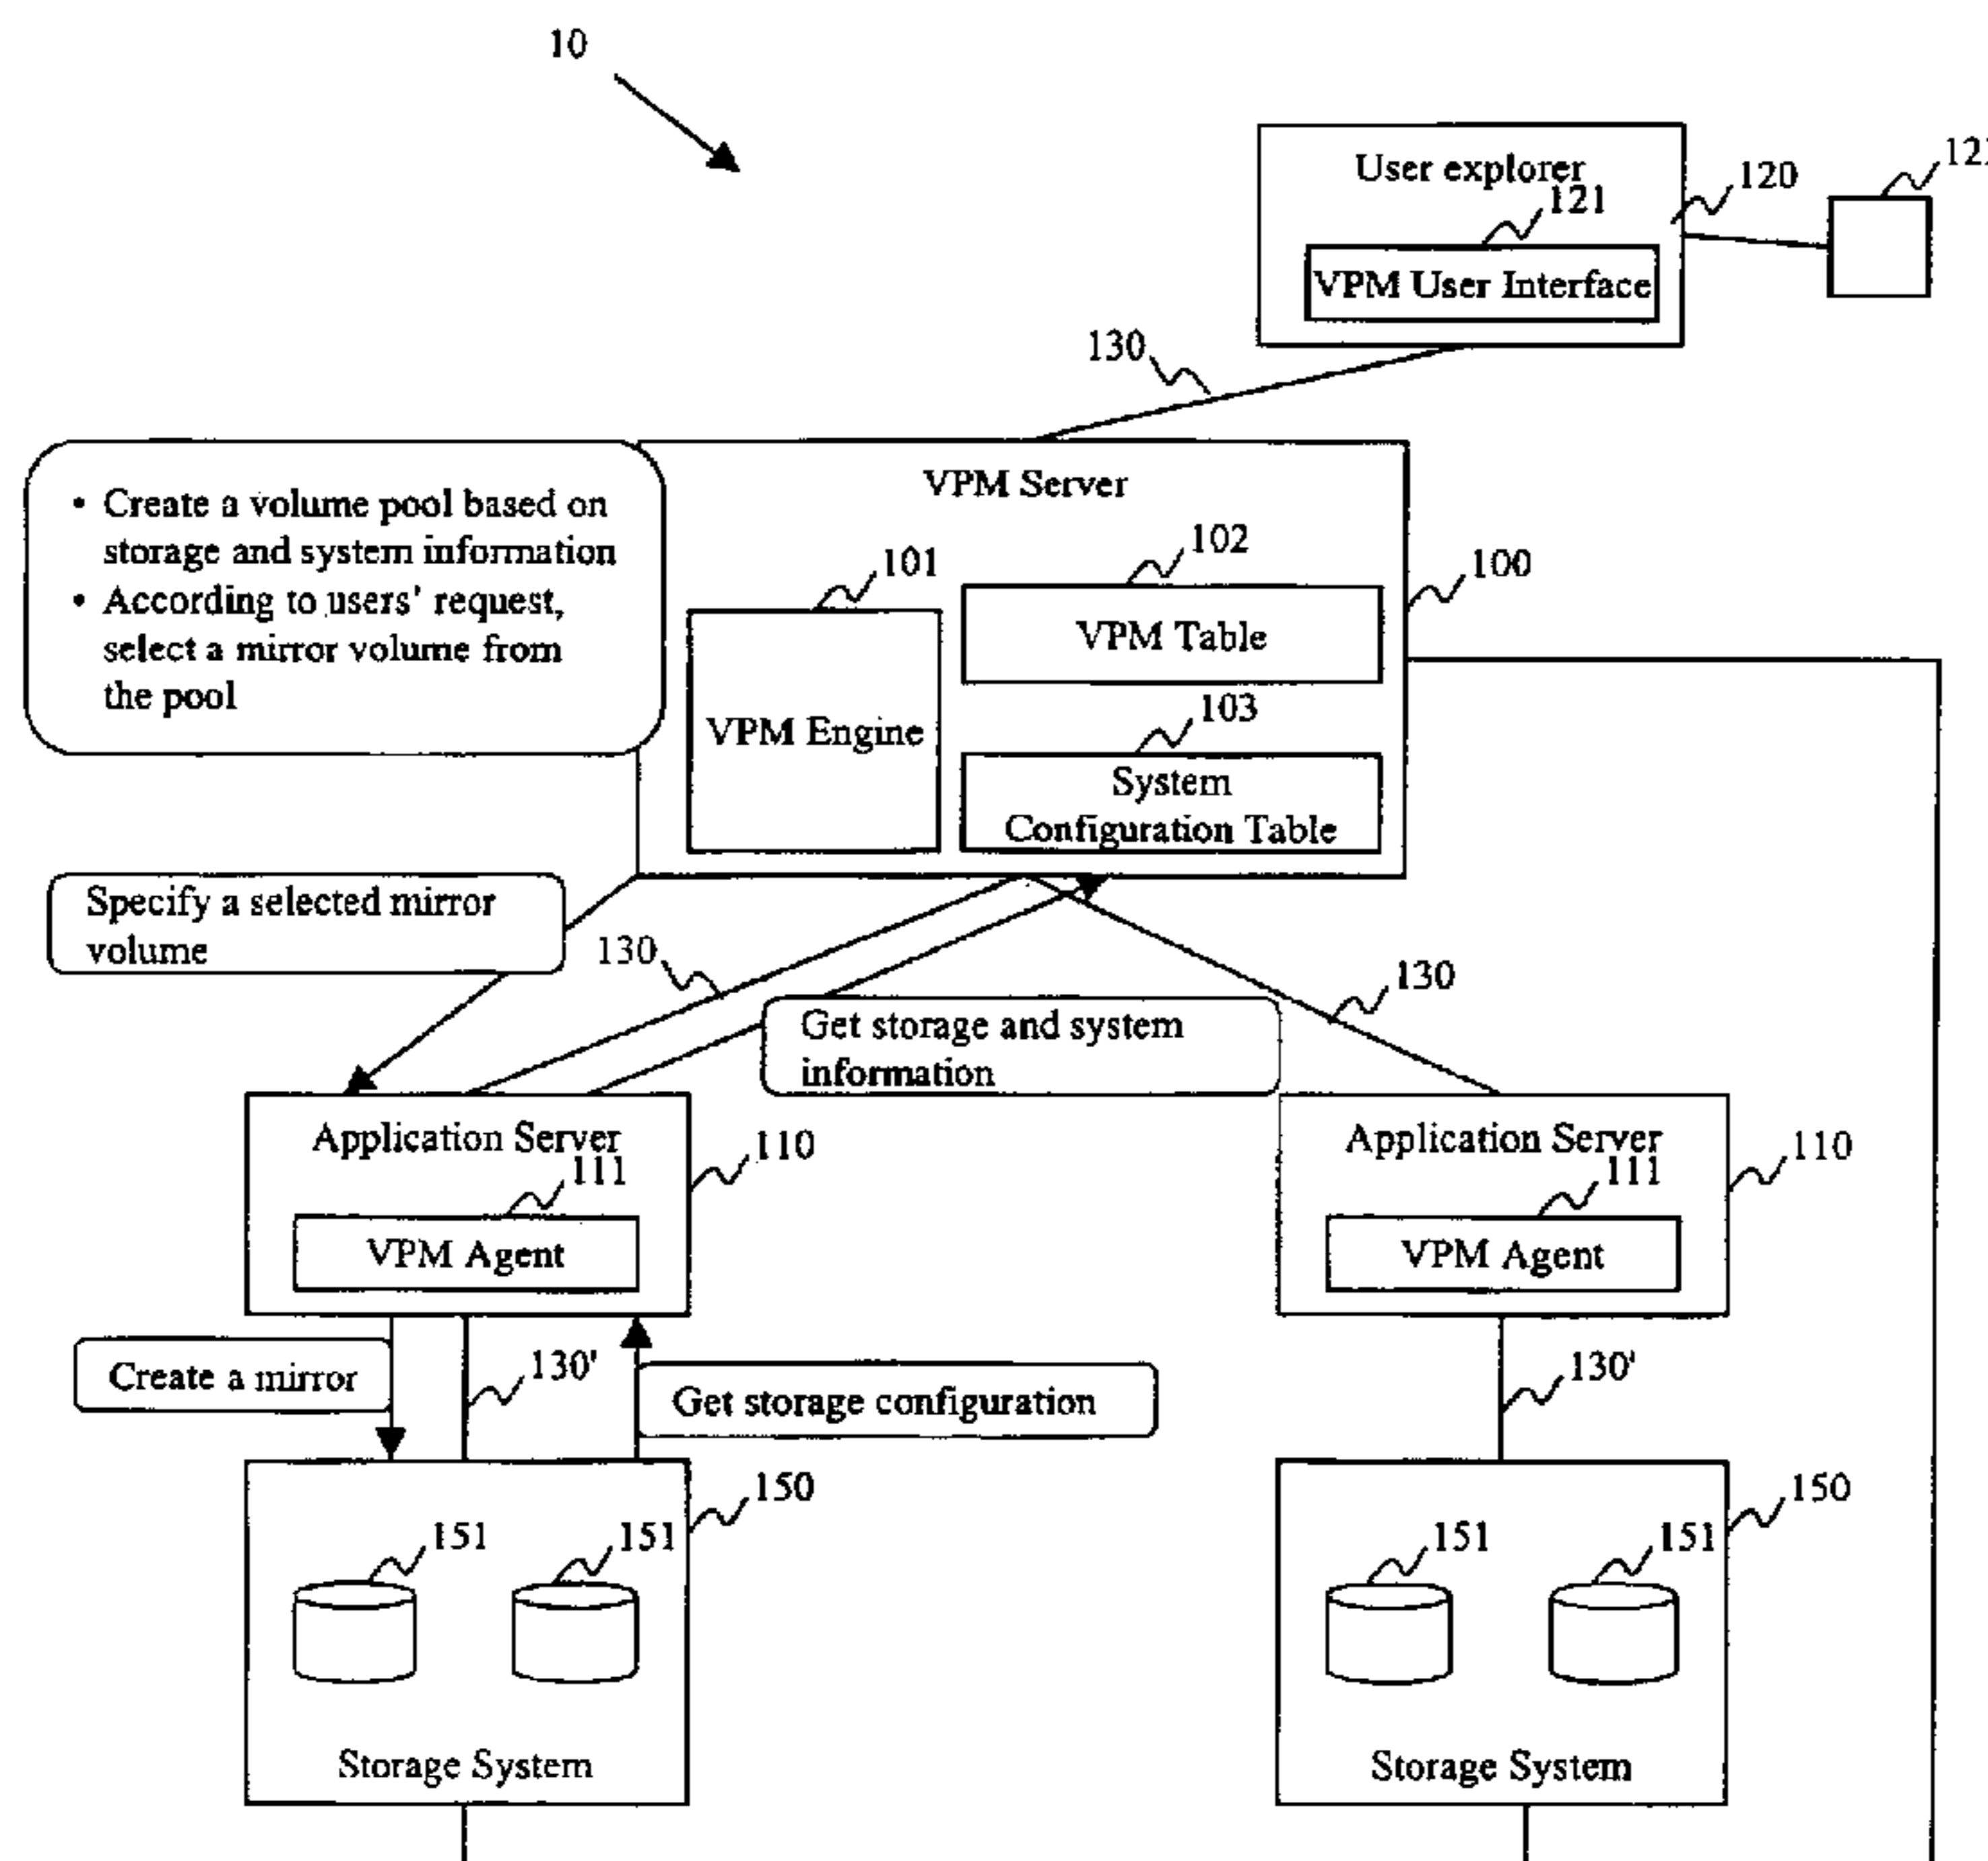 10
User explorer
120
121
VPM User Interface
130
• Create a volume pool based on
storage and system information
• According to users' request,
select a mirror volume from
the pool
VPM Server
101
102
100
VPM Table
VPM Engine
103
System
Configuration Table
Specify a selected mirror
volume
130
130
Get storage and system
information
Application Server
110
111
VPM Agent
Application Server
110
111
VPM Agent
Create a mirror
130'
Get storage configuration
130'
150
151
151
Storage System
150
151
151
Storage System